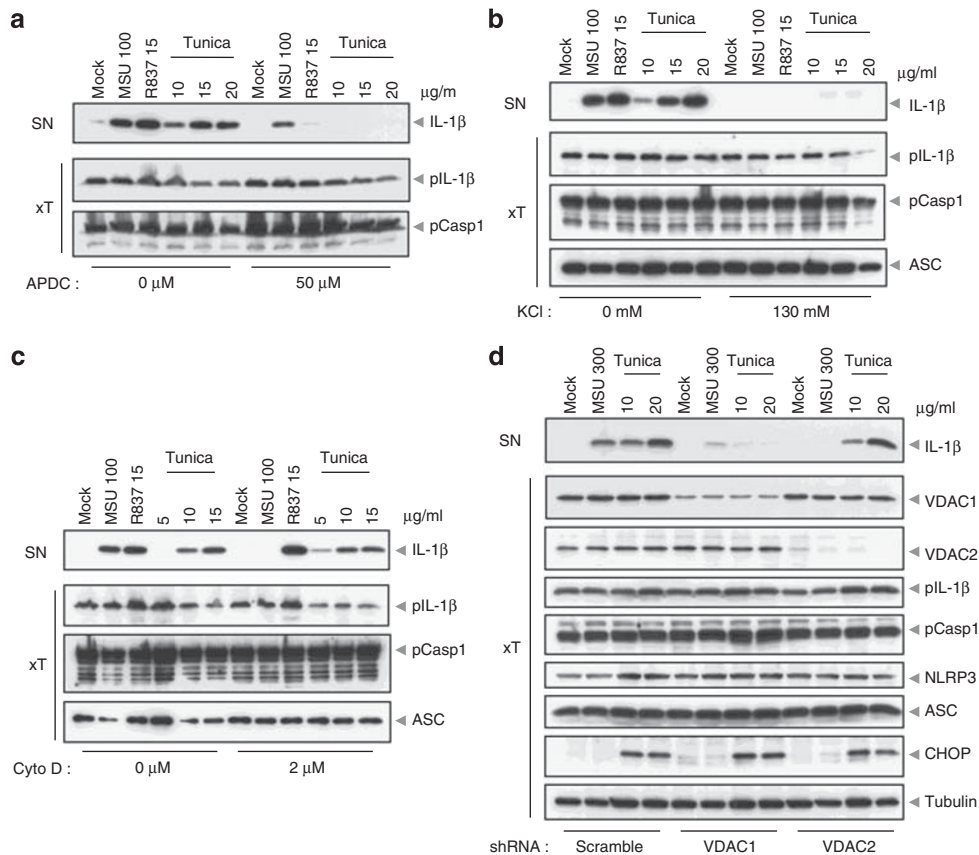 a
Tunica
Mock
MSU 100
R837 15
10
15
20
Mock
MSU 100
R837 15
Tunica
10
15
20
μg/m
SN
IL-1β
pIL-1β
xT
pCasp1
APDC :
0 μM
50 μM
b
Mock
MSU 100
R837 15
Tunica
10
15
20
Mock
MSU 100
R837 15
Tunica
10
15
20
μg/ml
SN
IL-1β
pIL-1β
xT
pCasp1
ASC
KCl :
0 mM
130 mM
c
Mock
MSU 100
R837 15
Tunica
5
10
15
Mock
MSU 100
R837 15
Tunica
5
10
15
μg/ml
SN
IL-1β
pIL-1β
xT
pCasp1
ASC
Cyto D :
0 μM
2 μM
d
Mock
MSU 300
Tunica
10
20
Mock
MSU 300
Tunica
10
20
Mock
MSU 300
Tunica
10
20
μg/ml
SN
IL-1β
VDAC1
VDAC2
pIL-1β
xT
pCasp1
NLRP3
ASC
CHOP
Tubulin
shRNA :
Scramble
VDAC1
VDAC2